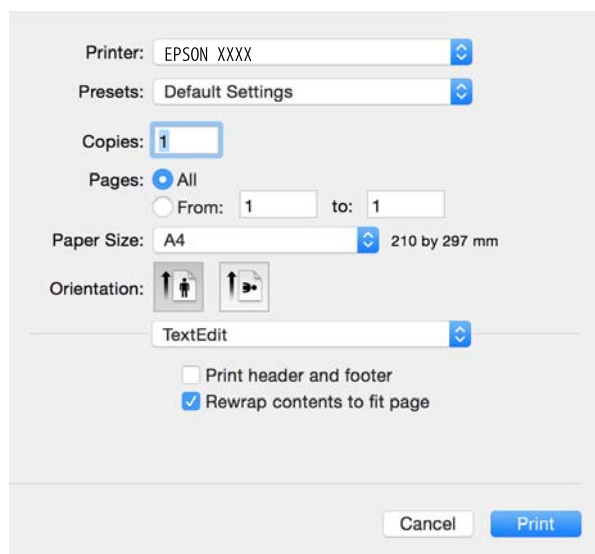 Printer: EPSON XXXX
Presets: Default Settings
Copies: 1
Pages: All
From: 1 to: 1
Paper Size: A4 210 by 297 mm
Orientation:
TextEdit
Print header and footer
Rewrap contents to fit page
Cancel Print